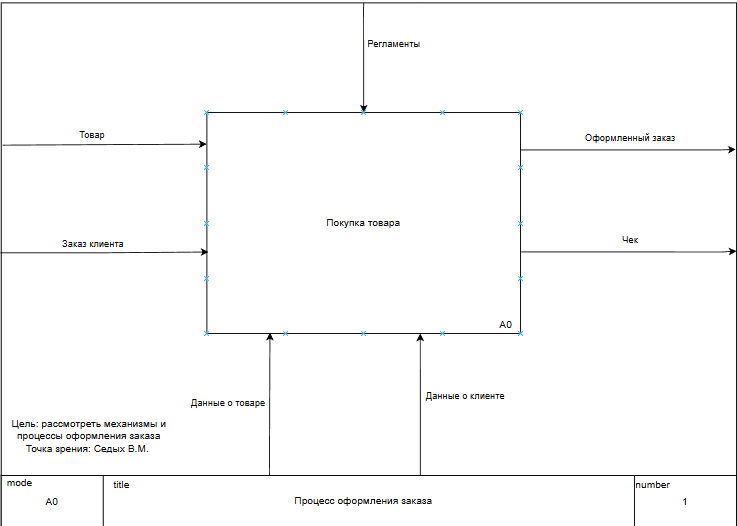 Регламенты
Товар
Оформленный заказ
Покупка товара
Заказ клиента
Чек
A0
Данные о товаре
Данные о клиенте
Цель: рассмотреть механизмы и
процессы оформления заказа
Точка зрения: Седых В.М.
mode
title
number
A0
Процесс оформления заказа
1